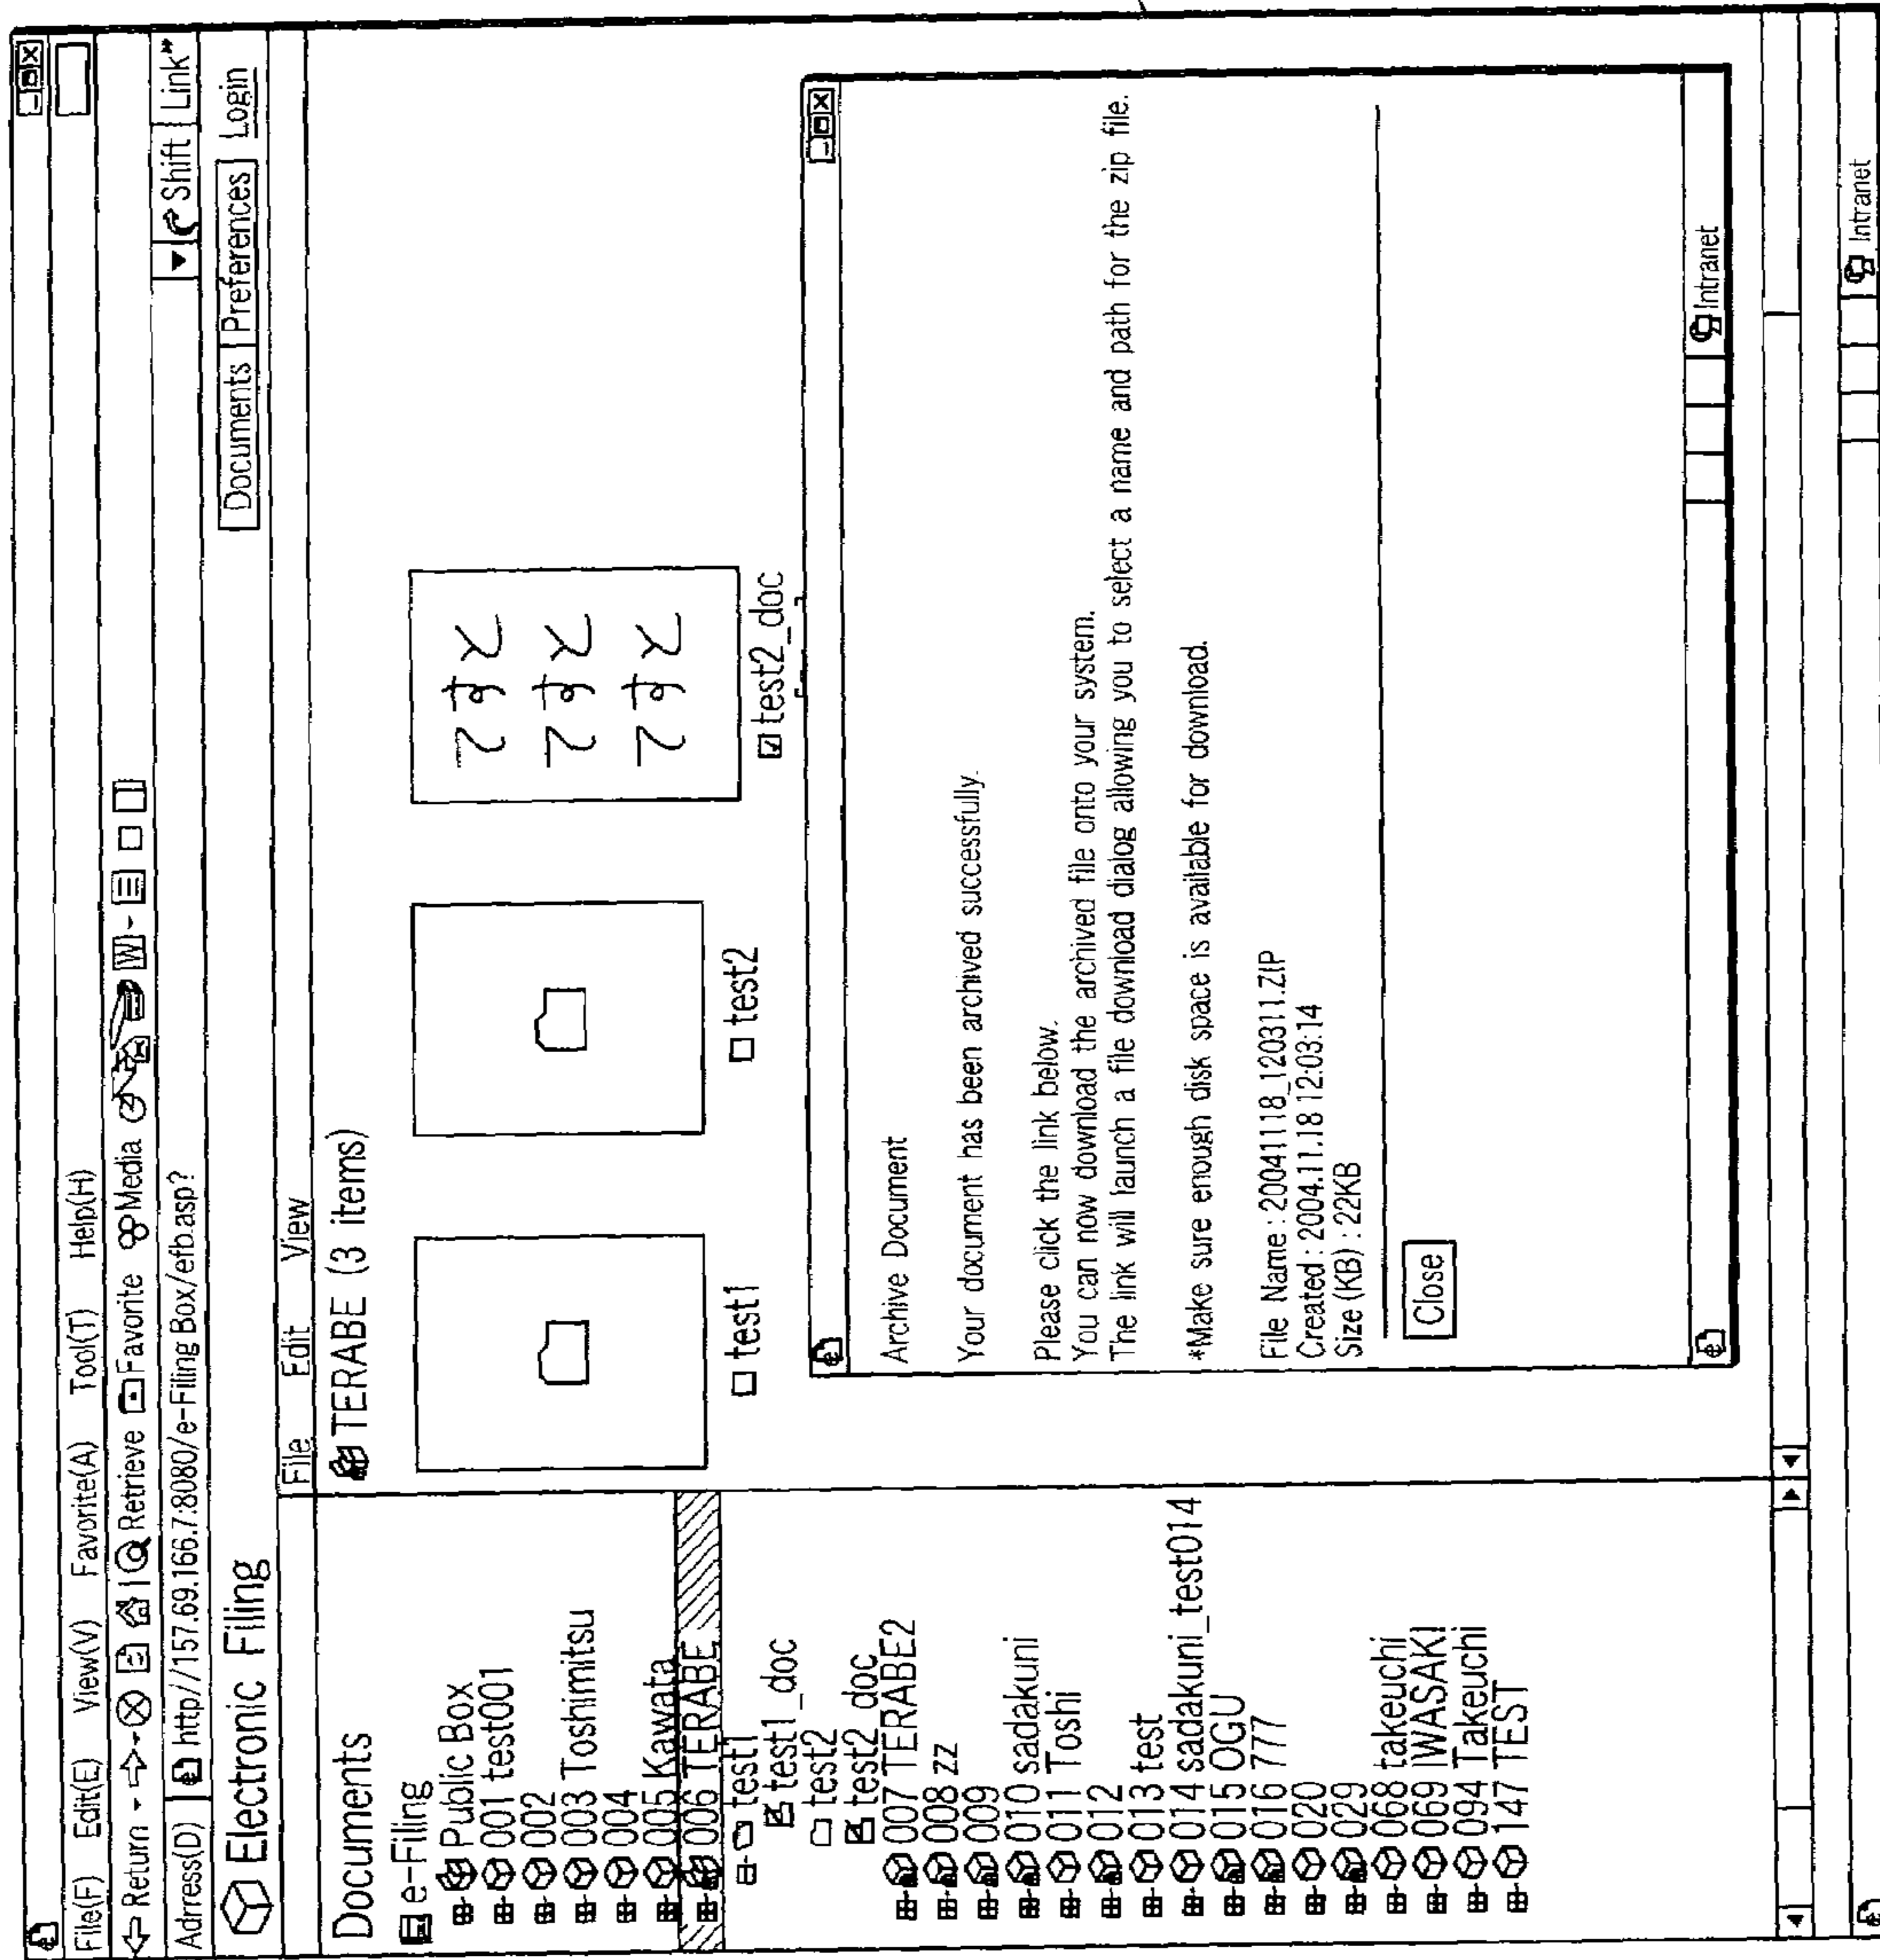 File(F) Edit(E) View(V) Favorite(A) Tool(T) Help(H)
Return Retrieve Favorite Media W
Adrress(D) http//157.69.166.7:8080/e-Filing Box/efb.asp? Shift Link"
Electronic Filing Documents Preferences Login
File Edit View
Documents
e-Filing
Public Box
001 test001
002
003 Toshimitsu
004
005 Kawata
006 TERABE
test1
test1_doc
test2
test2_doc
007 TERABE2
008 zz
009
010 sadakuni
011 Toshi
012
013 test
014 sadakuni_test014
015 OGU
016 777
020
029
068 takeuchi
069 IWASAKI
094 Takeuchi
147 TEST
TERABE (3 items)
test1
test2
test2_doc
Archive Document
Your document has been archived successfully.
Please click the link below.
You can now download the archived file onto your system.
The link will launch a file download dialog allowing you to select a name and path for the zip file.
*Make sure enough disk space is available for download.
File Name : 20041118_120311.ZIP
Created : 2004.11.18 12:03:14
Size (KB) : 22KB
Close
Intranet
Intranet